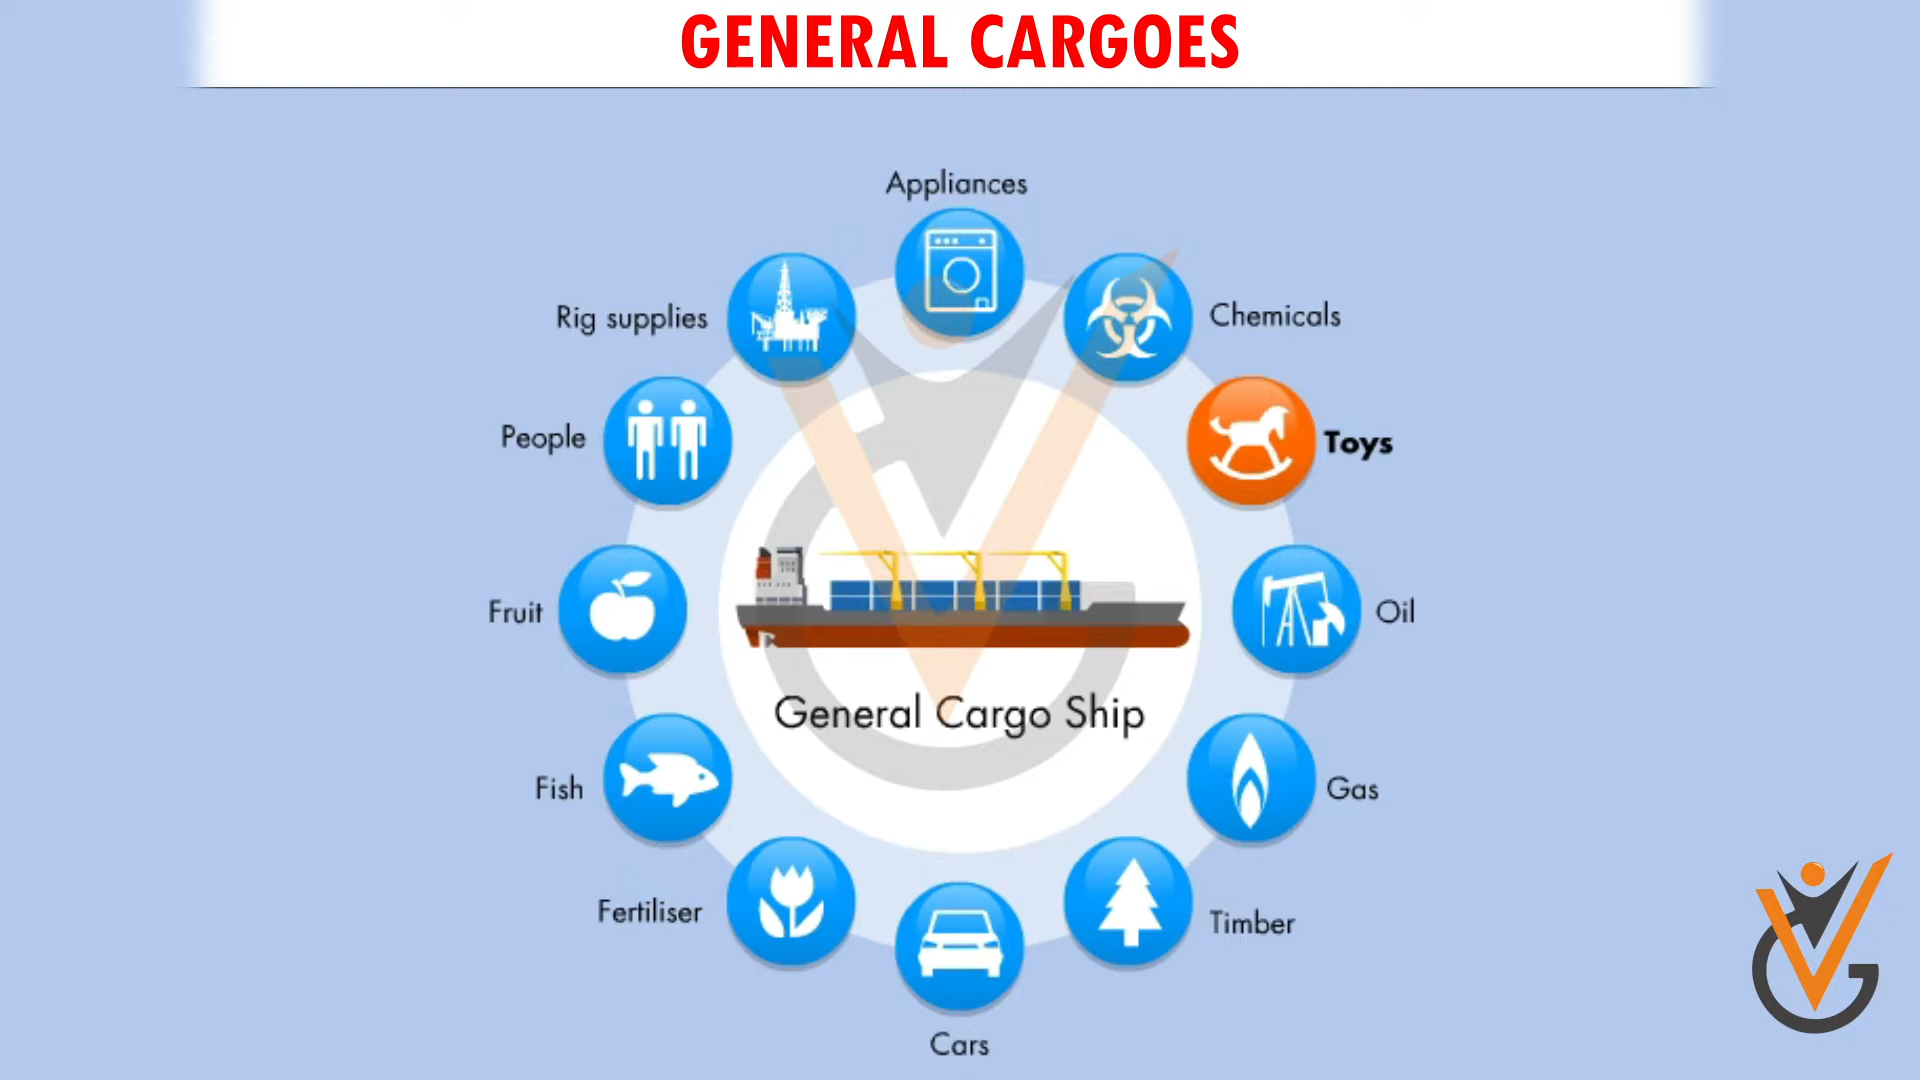 GENERAL CARGOES
Appliances
Rig supplies
Chemicals
People
Toys
Fruit
Oil
General Cargo Ship
Fish
Gas
Fertiliser
Timber
Cars